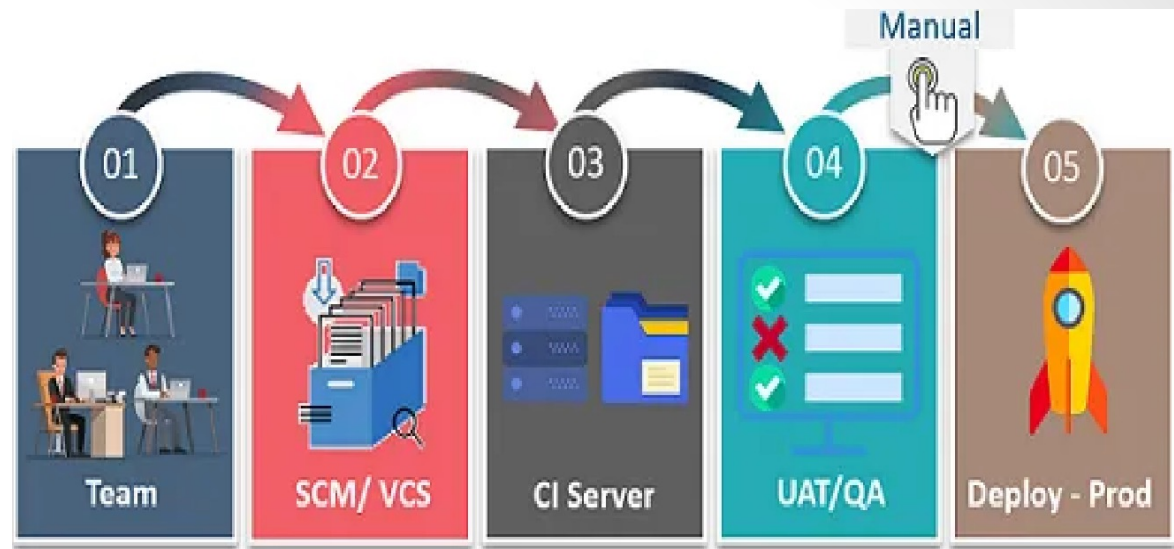 Manual
01
02
03
04
05
Team
SCM/ VCS
CI Server
UAT/QA
Deploy - Prod